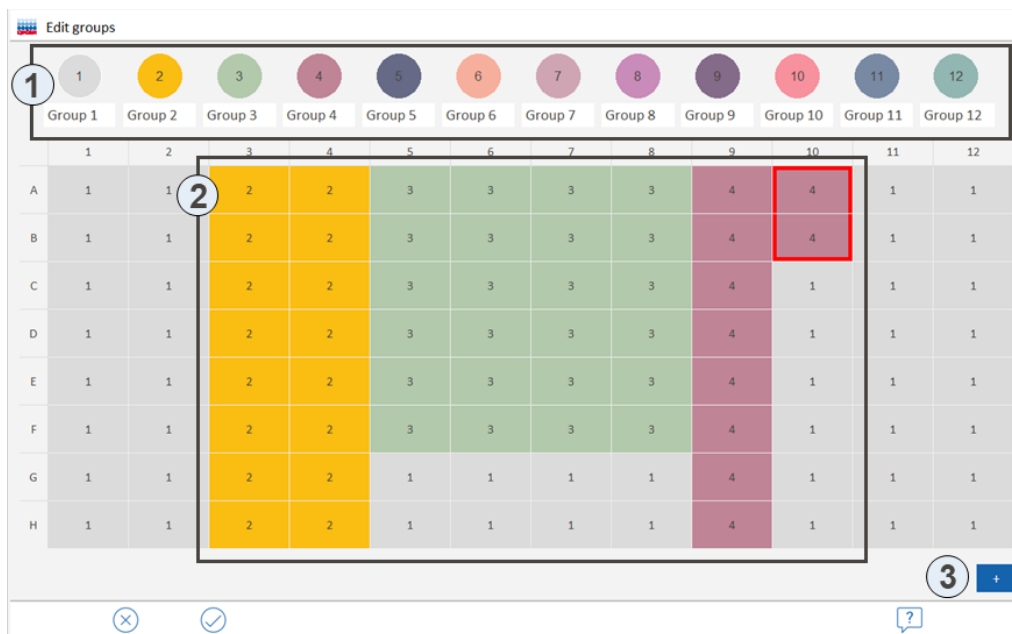 Edit groups
1
1 2 3 4 5 6 7 8 9 10 11 12
Group 1 Group 2 Group 3 Group 4 Group 5 Group 6 Group 7 Group 8 Group 9 Group 10 Group 11 Group 12
1 2 3 4 5 6 7 8 9 10 11 12
2
A 1 1 2 2 3 3 3 3 4 4 1 1
B 1 1 2 2 3 3 3 3 4 4 1 1
C 1 1 2 2 3 3 3 3 4 1 1 1
D 1 1 2 2 3 3 3 3 4 1 1 1
E 1 1 2 2 3 3 3 3 4 1 1 1
F 1 1 2 2 3 3 3 3 4 1 1 1
G 1 1 2 2 1 1 1 1 4 1 1 1
H 1 1 2 2 1 1 1 1 4 1 1 1
3 +
?